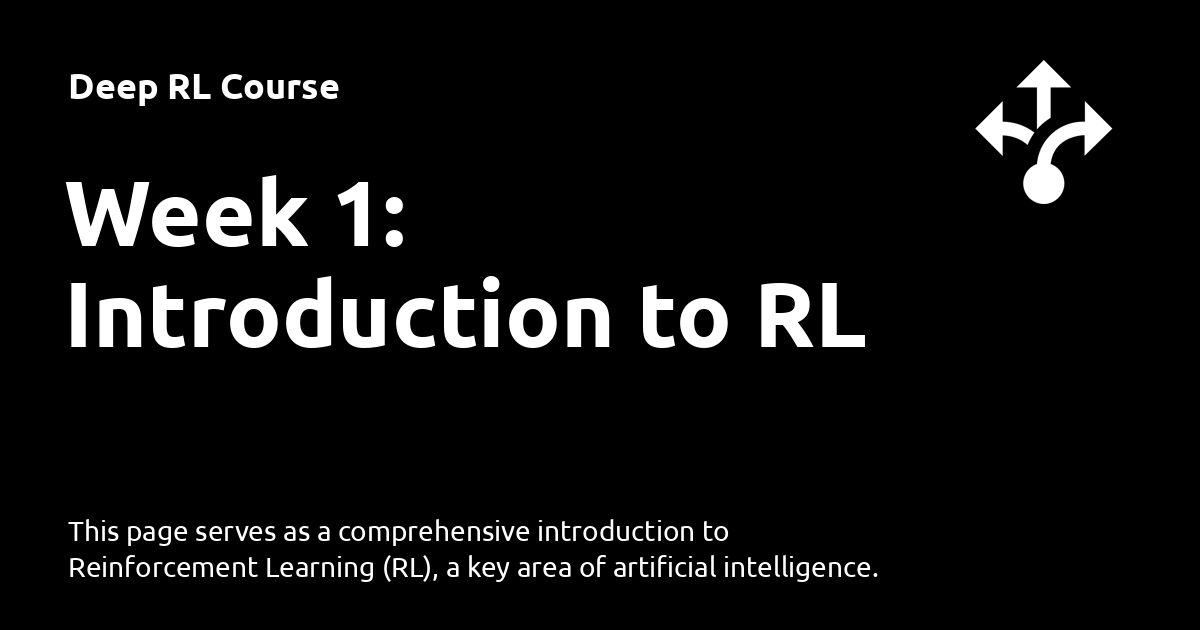 Deep RL Course
Week 1:
Introduction to RL
This page serves as a comprehensive introduction to
Reinforcement Learning (RL), a key area of artificial intelligence.